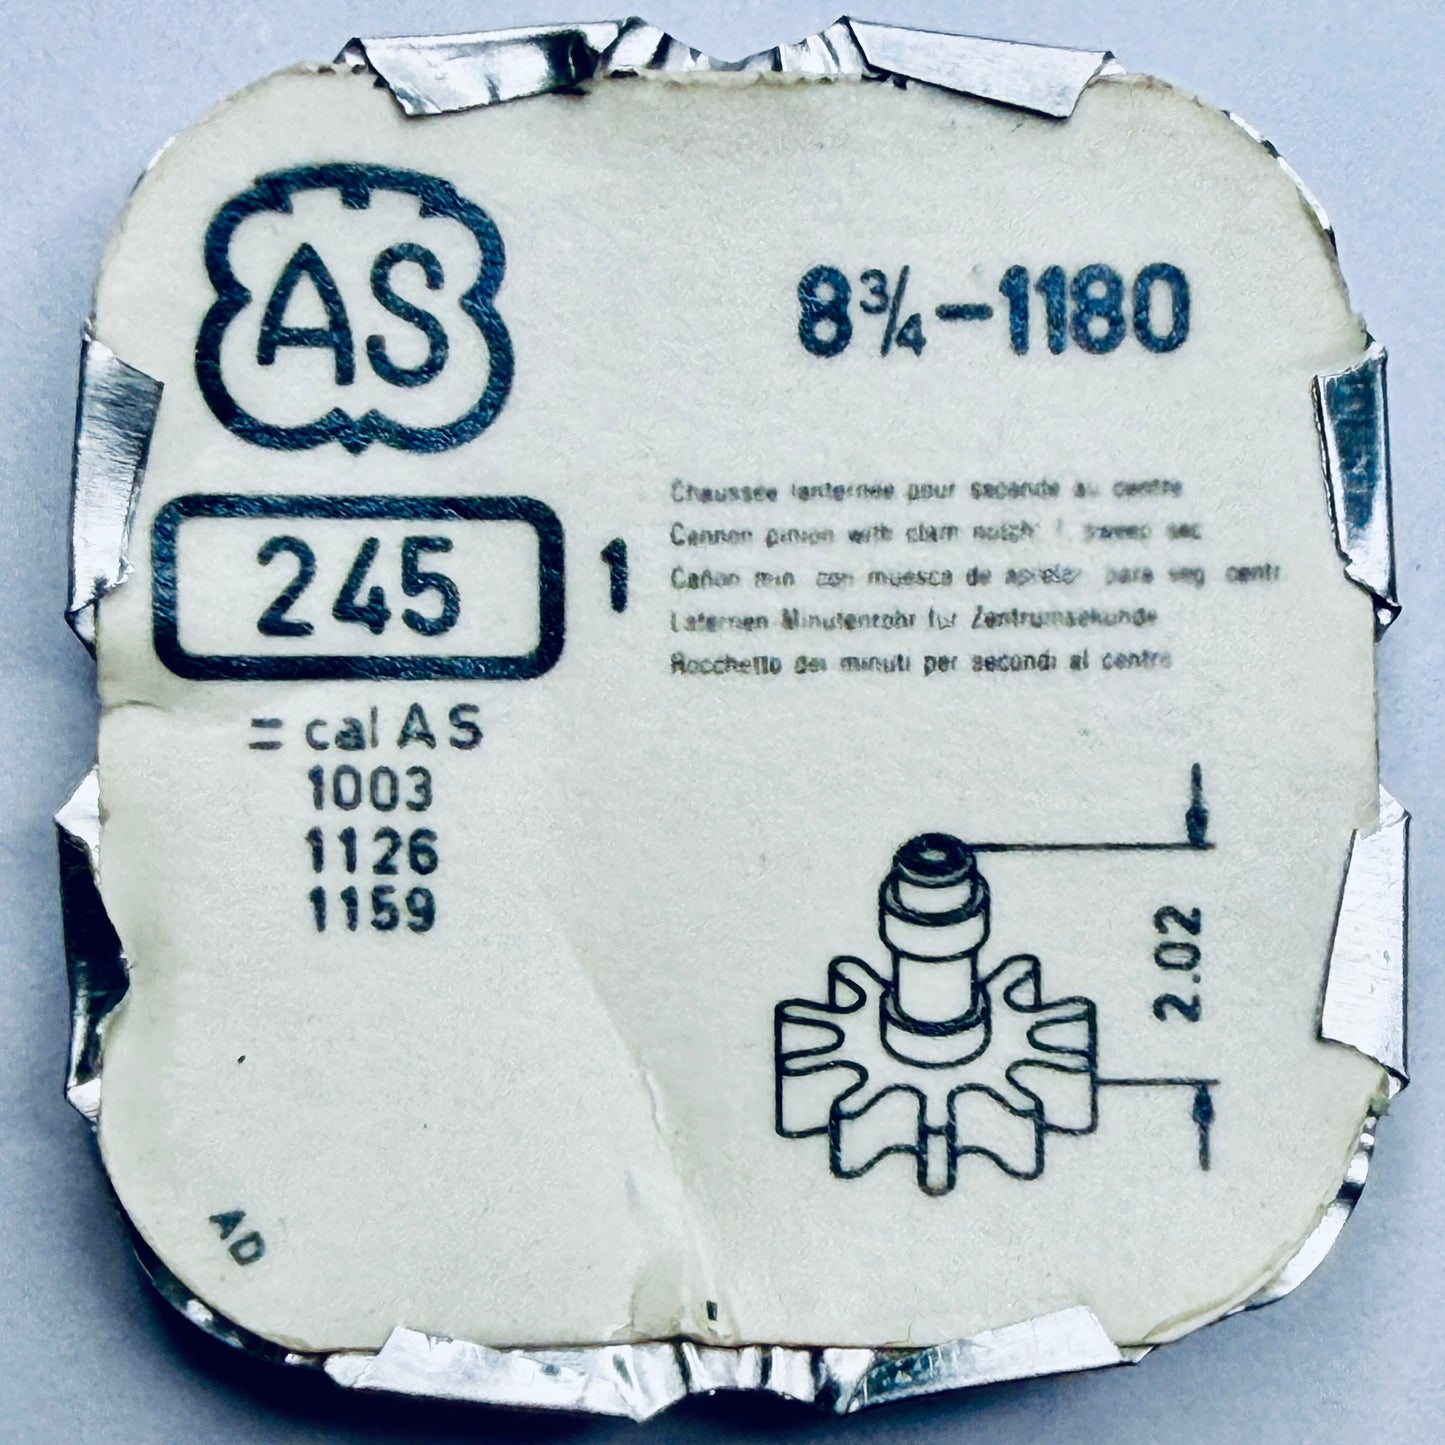 AS
8¾-1180
245
1
Chaussée lanternée pour seconde au centre
Cannon pinion with clam notch sweep sec
Cañon min con muesca de para seg centr
Laternen Minutenrohr für Zentrumsekunde
Rocchetto dei minuti per secondi al centre
= cal AS
1003
1126
1159
2.02
AD